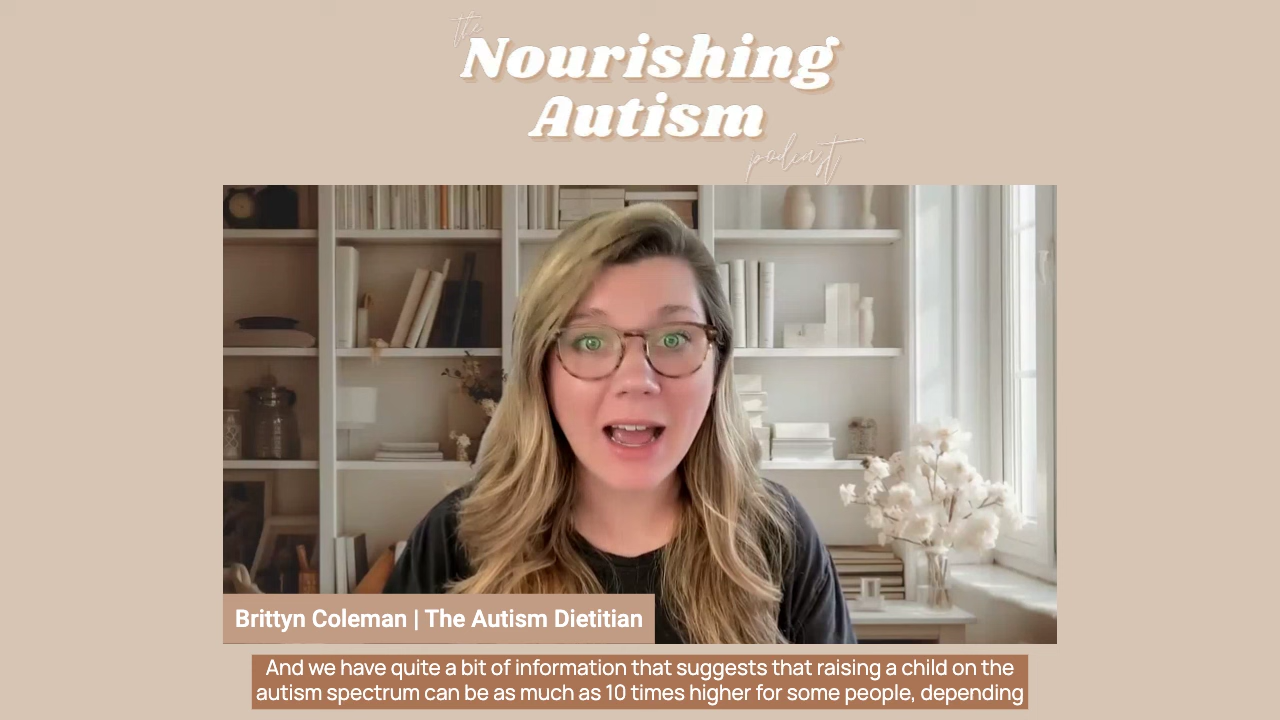 the
Nourishing
Autism
podcast
Brittyn Coleman | The Autism Dietitian
And we have quite a bit of information that suggests that raising a child on the
autism spectrum can be as much as 10 times higher for some people, depending